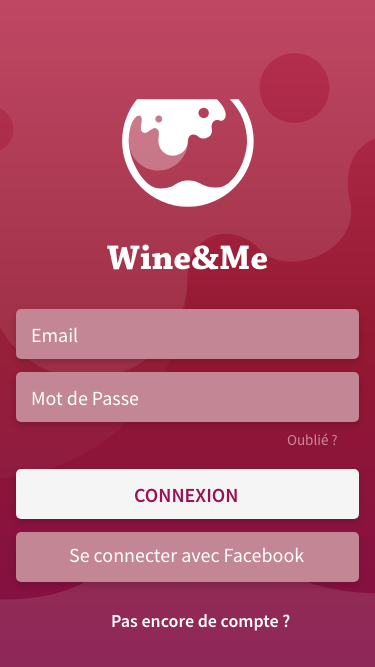 Wine&Me
Email
Mot de Passe
Oublié ?
CONNEXION
Se connecter avec Facebook
Pas encore de compte ?